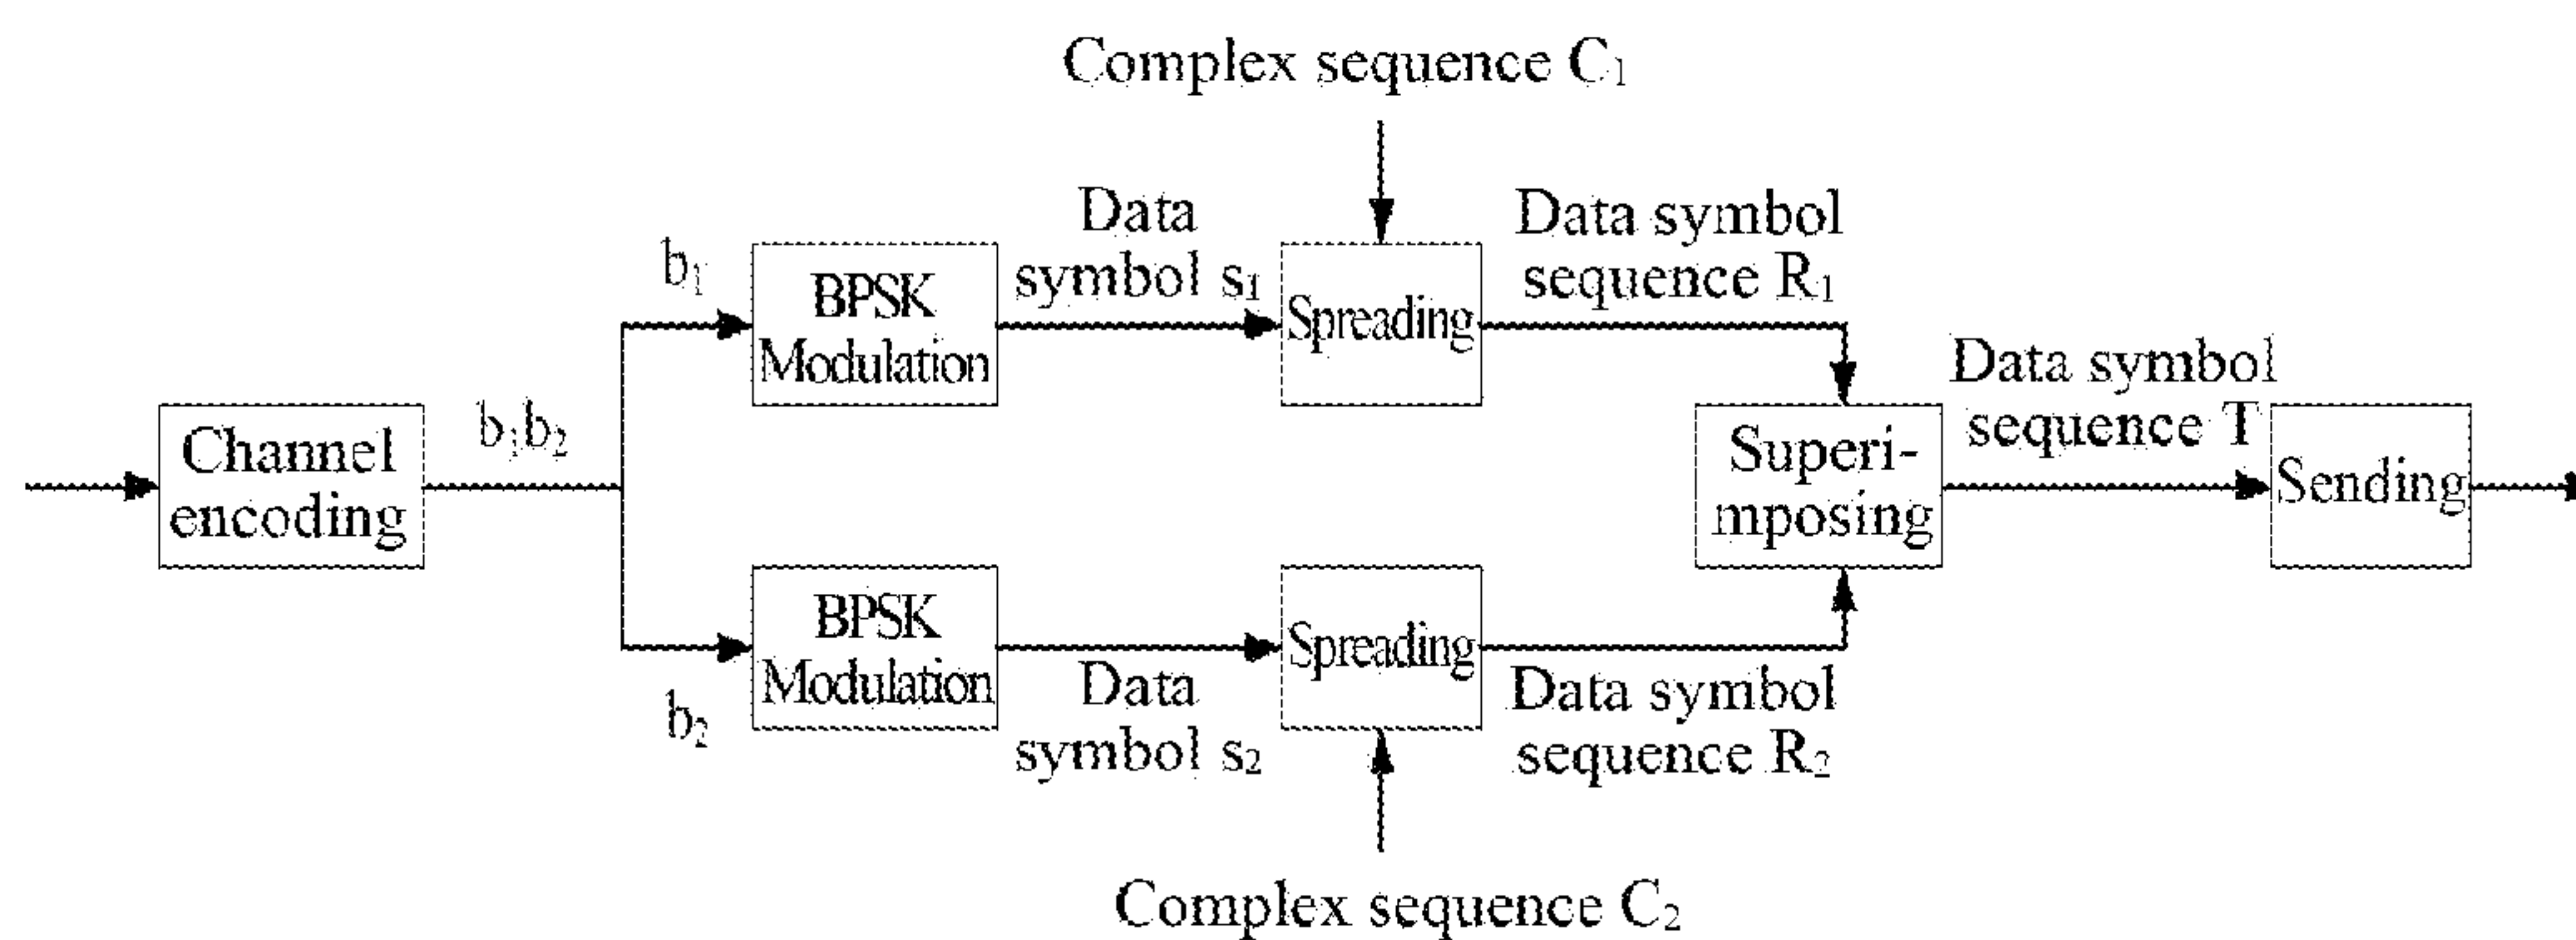 Complex sequence C₁
Data
symbol s₁
Data symbol
sequence R₁
b₁
BPSK
Modulation
Spreading
Channel
encoding
b₁b₂
Superi-
mposing
Data symbol
sequence T
Sending
BPSK
Modulation
Spreading
b₂
Data
symbol s₂
Data symbol
sequence R₂
Complex sequence C₂